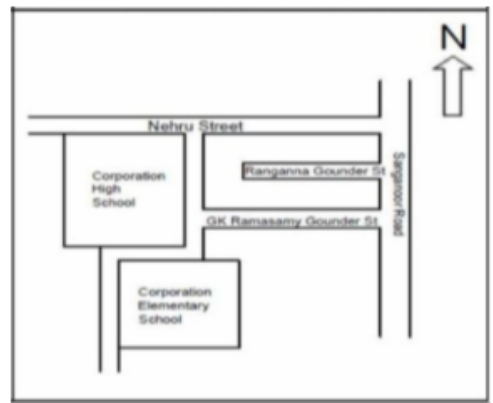 N
Nehru Street
Corporation
High
School
Ranganna Gounder St
Sanganoor Road
GK Ramasamy Gounder St
Corporation
Elementary
School